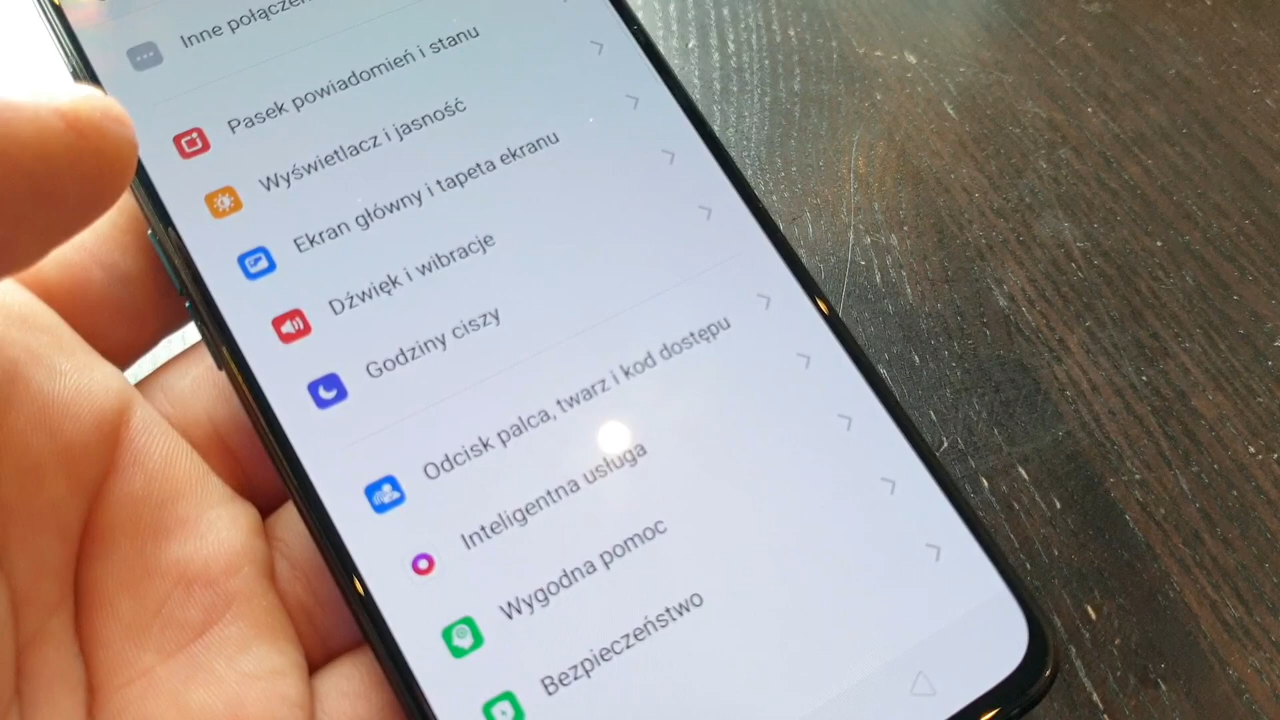 Inne
Pasek powiadomień i stanu
Wyświetlacz i jasność
Ekran główny i tapeta ekranu
Dźwięk i wibracje
Godziny ciszy
Odcisk palca, twarz i kod dostępu
Inteligentna usługa
Wygodna pomoc
Bezpieczeństwo